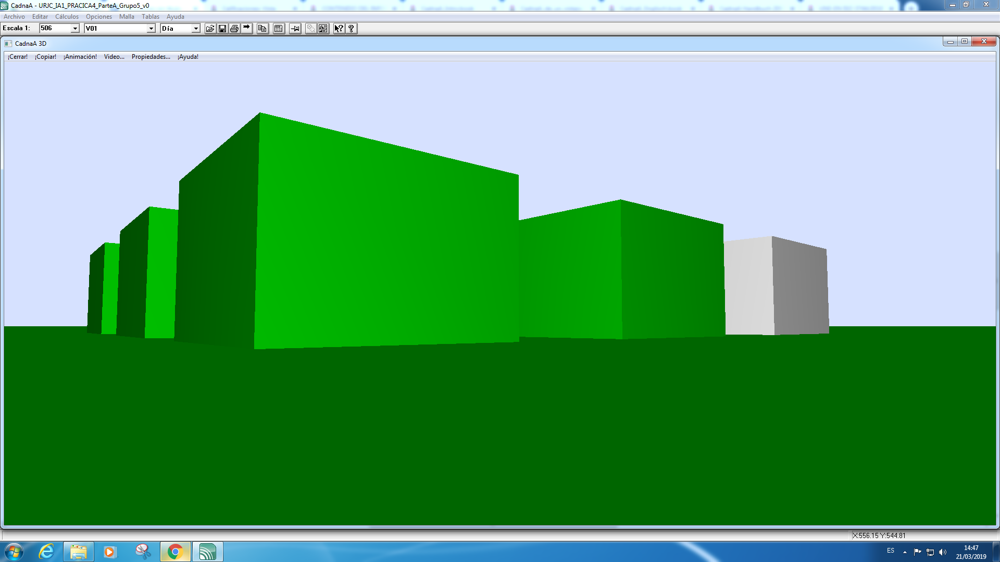 CadnaA - URJC_IA1_PRACICA4_ParteA_Grupo5_v0
Archivo Editar Cálculos Opciones Malla Tablas Ayuda
Escala 1: 506 V01 Día
CadnaA 3D
¡Cerrar! ¡Copiar! ¡Animación! Video... Propiedades... ¡Ayuda!
X:556.15 Y:544.81
ES
14:47
21/03/2019